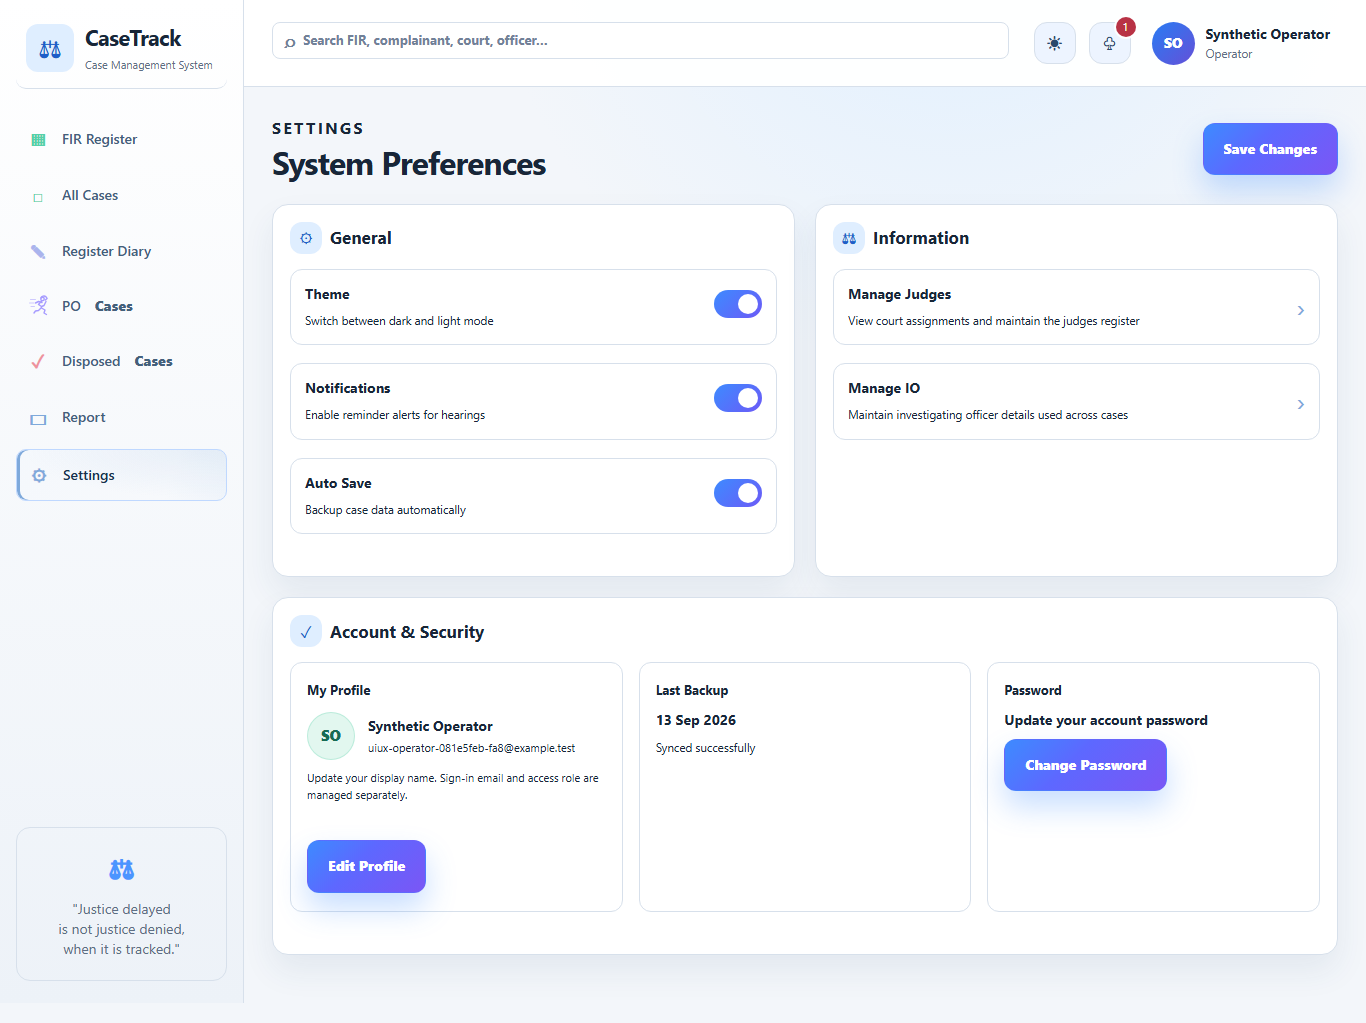 CaseTrack
Case Management System
Search FIR, complainant, court, officer...
1
SO
Synthetic Operator
Operator
FIR Register
All Cases
Register Diary
PO Cases
Disposed Cases
Report
Settings
"Justice delayed
is not justice denied,
when it is tracked."
SETTINGS
System Preferences
Save Changes
General
Theme
Switch between dark and light mode
Notifications
Enable reminder alerts for hearings
Auto Save
Backup case data automatically
Information
Manage Judges
View court assignments and maintain the judges register
Manage IO
Maintain investigating officer details used across cases
Account & Security
My Profile
SO
Synthetic Operator
uiux-operator-081e5feb-fa8@example.test
Update your display name. Sign-in email and access role are
managed separately.
Edit Profile
Last Backup
13 Sep 2026
Synced successfully
Password
Update your account password
Change Password